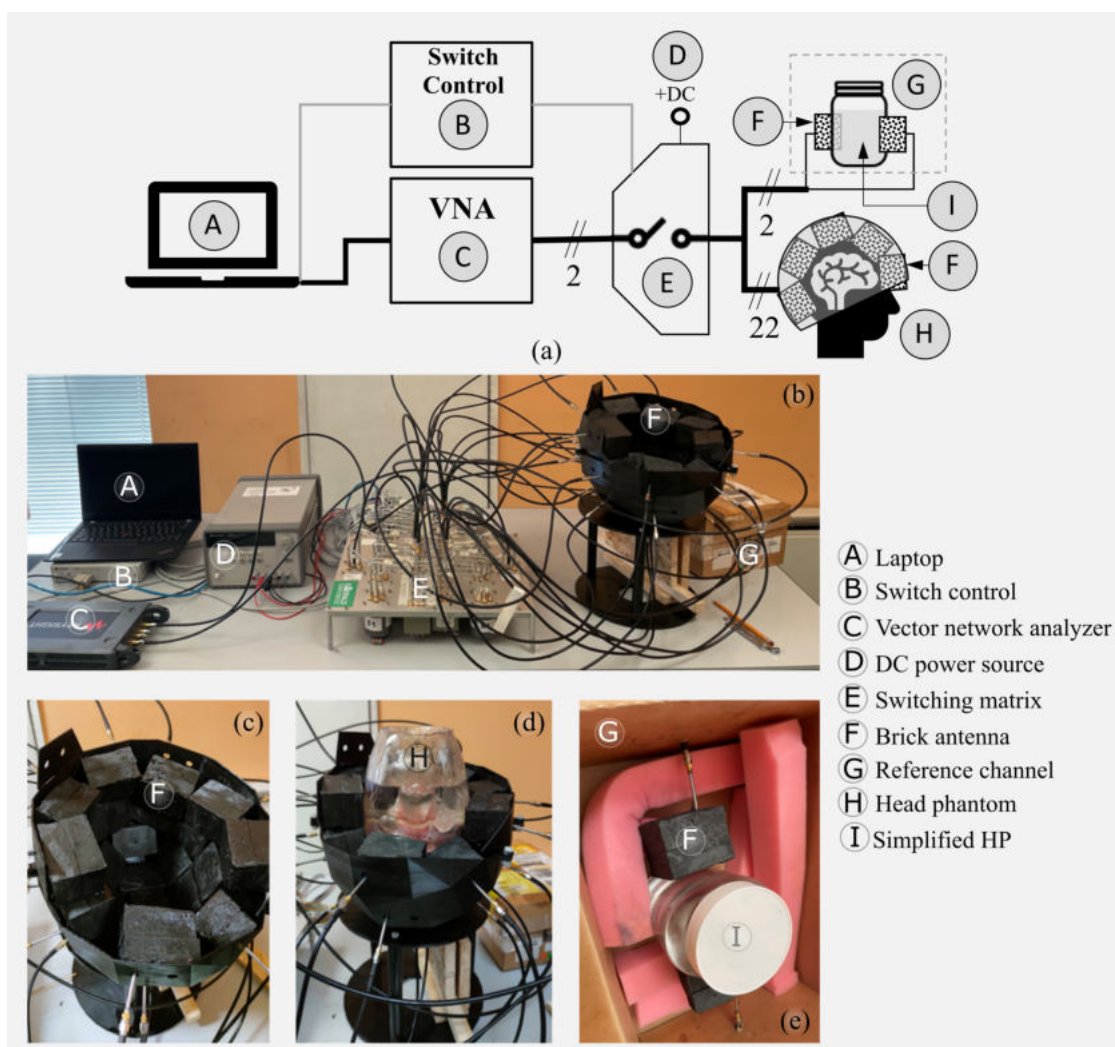 Switch
Control
B
D
+DC
G
F
A
VNA
C
2
E
2
I
F
22
H
(a)
(b)
F
A
B
D
C
E
G
(c)
F
(d)
H
G
F
I
(e)
A Laptop
B Switch control
C Vector network analyzer
D DC power source
E Switching matrix
F Brick antenna
G Reference channel
H Head phantom
I Simplified HP